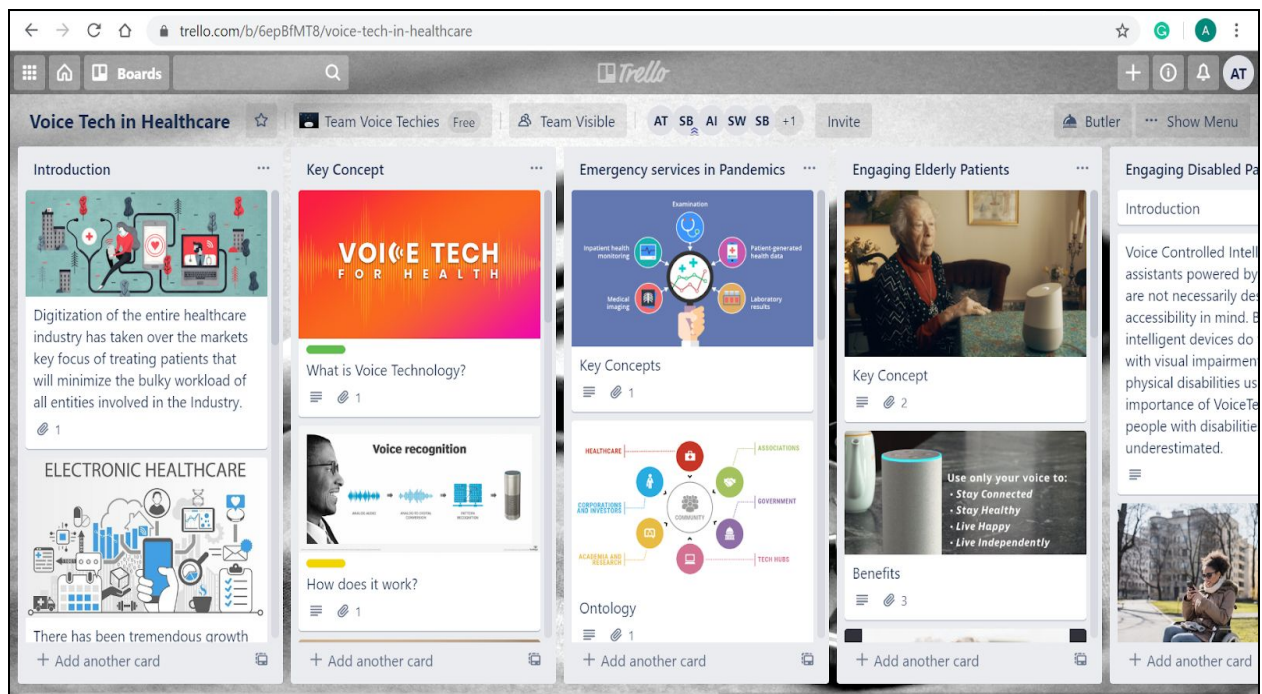 trello.com/b/6epBfMT8/voice-tech-in-healthcare
A
Boards
Trello
AT
Voice Tech in Healthcare
Team Voice Techies Free
Team Visible
AT SB AI SW SB +1
Invite
Butler
Show Menu
Introduction
Digitization of the entire healthcare
industry has taken over the markets
key focus of treating patients that
will minimize the bulky workload of
all entities involved in the Industry.
1
ELECTRONIC HEALTHCARE
There has been tremendous growth
+ Add another card
Key Concept
VOICE TECH
FOR HEALTH
What is Voice Technology?
1
Voice recognition
ANALOG AUDIO
ANALOG TO DIGITAL
CONVERSION
PATTERN
RECOGNITION
How does it work?
1
+ Add another card
Emergency services in Pandemics
Examination
Inpatient health
monitoring
Patient-generated
health data
Medical
imaging
Laboratory
results
Key Concepts
1
HEALTHCARE
ASSOCIATIONS
CORPORATIONS
AND INVESTORS
COMMUNITY
GOVERNMENT
ACADEMIA AND
RESEARCH
TECH HUBS
Ontology
1
+ Add another card
Engaging Elderly Patients
Key Concept
2
Use only your voice to:
• Stay Connected
• Stay Healthy
• Live Happy
• Live Independently
Benefits
3
+ Add another card
Engaging Disabled Pa
Introduction
Voice Controlled Intell
assistants powered by
are not necessarily des
accessibility in mind. B
intelligent devices do
with visual impairmen
physical disabilities us
importance of VoiceTe
people with disabilitie
underestimated.
+ Add another card